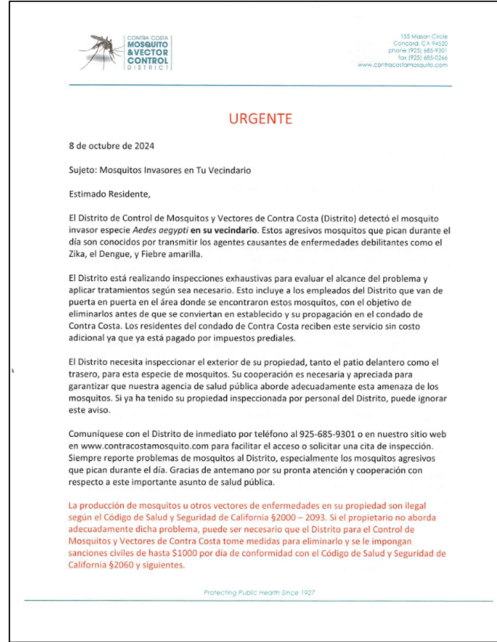 CONTRA COSTA
MOSQUITO
& VECTOR
CONTROL
DISTRICT
155 Mason Circle
Concord, CA 94520
phone (925) 685-9301
fax (925) 685-0266
www.contracostamosquito.com
URGENTE
8 de octubre de 2024
Sujeto: Mosquitos Invasores en Tu Vecindario
Estimado Residente,
El Distrito de Control de Mosquitos y Vectores de Contra Costa (Distrito) detectó el mosquito
invasor especie Aedes aegypti en su vecindario. Estos agresivos mosquitos que pican durante el
día son conocidos por transmitir los agentes causantes de enfermedades debilitantes como el
Zika, el Dengue, y Fiebre amarilla.
El Distrito está realizando inspecciones exhaustivas para evaluar el alcance del problema y
aplicar tratamientos según sea necesario. Esto incluye a los empleados del Distrito que van de
puerta en puerta en el área donde se encontraron estos mosquitos, con el objetivo de
eliminarlos antes de que se conviertan en establecido y su propagación en el condado de
Contra Costa. Los residentes del condado de Contra Costa reciben este servicio sin costo
adicional ya que ya está pagado por impuestos prediales.
El Distrito necesita inspeccionar el exterior de su propiedad, tanto el patio delantero como el
trasero, para esta especie de mosquitos. Su cooperación es necesaria y apreciada para
garantizar que nuestra agencia de salud pública aborde adecuadamente esta amenaza de los
mosquitos. Si ya ha tenido su propiedad inspeccionada por personal del Distrito, puede ignorar
este aviso.
Comuníquese con el Distrito de inmediato por teléfono al 925-685-9301 o en nuestro sitio web
en www.contracostamosquito.com para facilitar el acceso o solicitar una cita de inspección.
Siempre reporte problemas de mosquitos al Distrito, especialmente los mosquitos agresivos
que pican durante el día. Gracias de antemano por su pronta atención y cooperación con
respecto a este importante asunto de salud pública.
La producción de mosquitos u otros vectores de enfermedades en su propiedad son ilegal
según el Código de Salud y Seguridad de California §2000 – 2093. Si el propietario no aborda
adecuadamente dicha problema, puede ser necesario que el Distrito para el Control de
Mosquitos y Vectores de Contra Costa tome medidas para eliminarlo y se le impongan
sanciones civiles de hasta $1000 por día de conformidad con el Código de Salud y Seguridad de
California §2060 y siguientes.
Protecting Public Health Since 1927